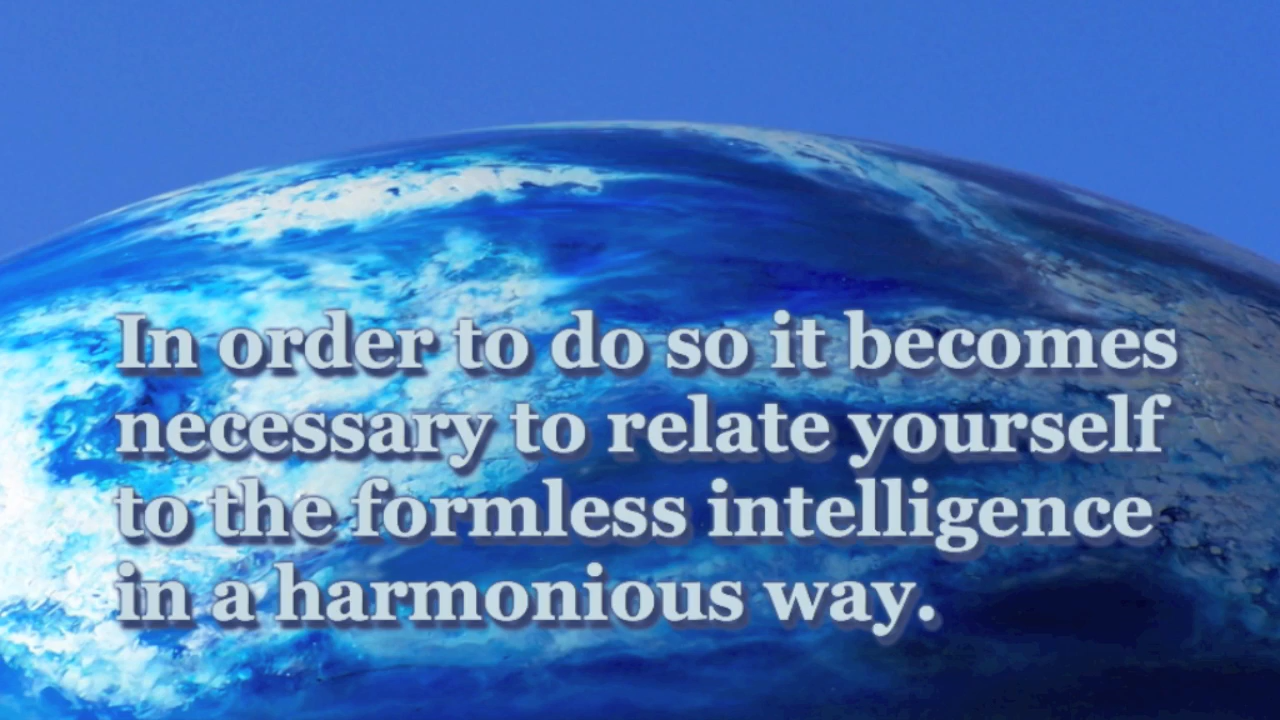 In order to do so it becomes
necessary to relate yourself
to the formless intelligence
in a harmonious way.